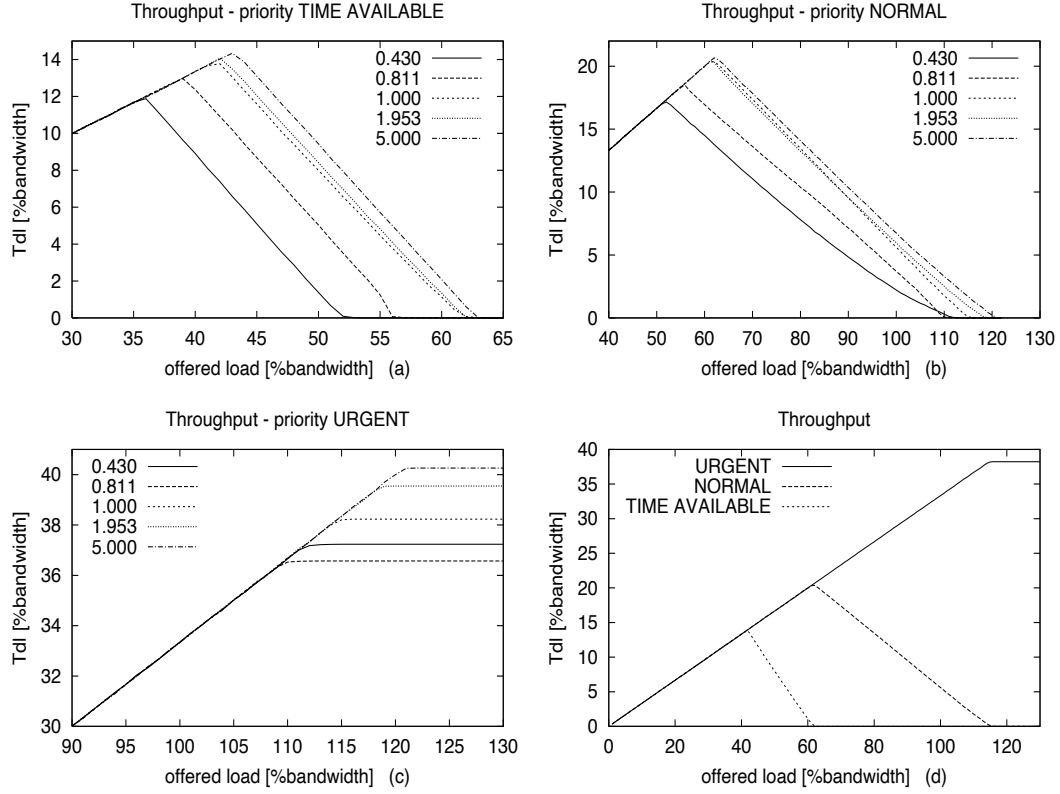 Throughput - priority TIME AVAILABLE
14
12
10
8
6
4
2
0
Tdl [%bandwidth]
0.430
0.811
1.000
1.953
5.000
30 35 40 45 50 55 60 65
offered load [%bandwidth] (a)
Throughput - priority NORMAL
20
15
10
5
0
Tdl [%bandwidth]
0.430
0.811
1.000
1.953
5.000
40 50 60 70 80 90 100 110 120 130
offered load [%bandwidth] (b)
Throughput - priority URGENT
40
38
36
34
32
30
Tdl [%bandwidth]
0.430
0.811
1.000
1.953
5.000
90 95 100 105 110 115 120 125 130
offered load [%bandwidth] (c)
Throughput
40
35
30
25
20
15
10
5
0
Tdl [%bandwidth]
URGENT
NORMAL
TIME AVAILABLE
0 20 40 60 80 100 120
offered load [%bandwidth] (d)